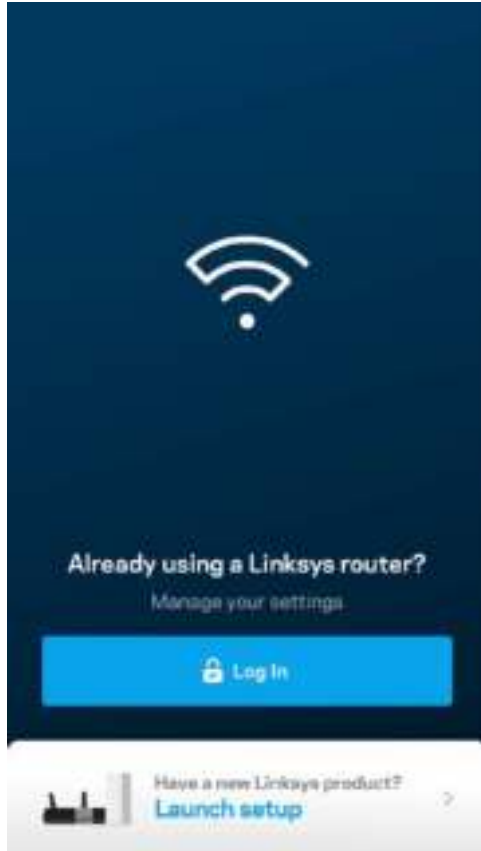 Already using a Linksys router?
Manage your settings
Log In
Have a new Linksys product?
Launch setup